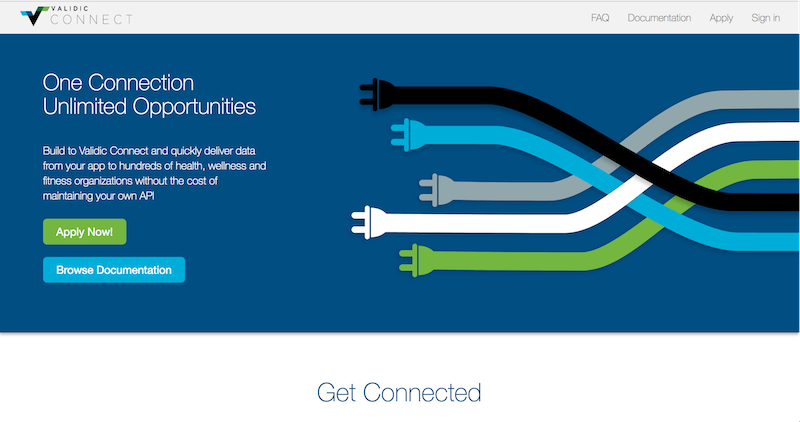 VALIDIC
CONNECT
FAQ
Documentation
Apply
Sign in
One Connection
Unlimited Opportunities
Build to Validic Connect and quickly deliver data
from your app to hundreds of health, wellness and
fitness organizations without the cost of
maintaining your own API
Apply Now!
Browse Documentation
Get Connected